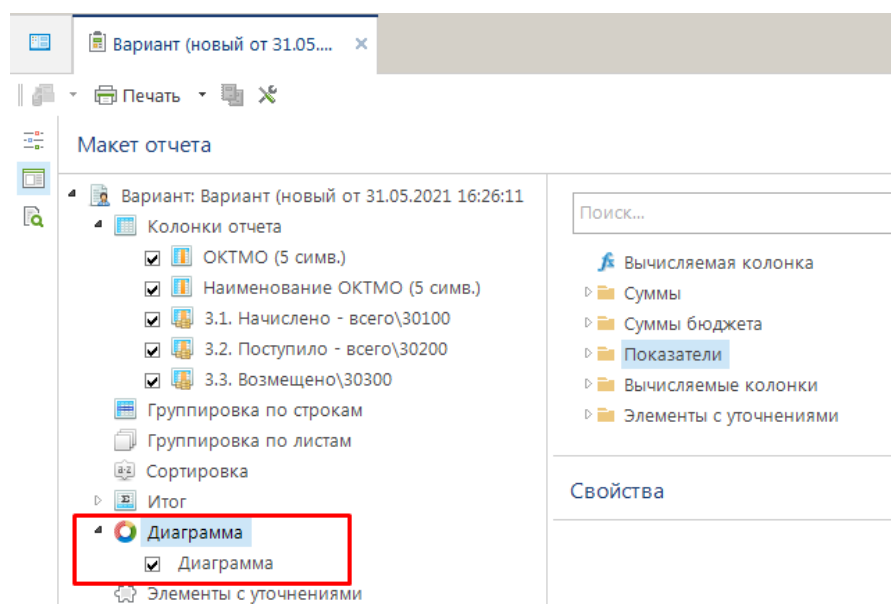 Вариант (новый от 31.05....
Печать
Макет отчета
Вариант: Вариант (новый от 31.05.2021 16:26:11
Колонки отчета
ОКТМО (5 симв.)
Наименование ОКТМО (5 симв.)
3.1. Начислено - всего\30100
3.2. Поступило - всего\30200
3.3. Возмещено\30300
Группировка по строкам
Группировка по листам
Сортировка
Итог
Диаграмма
Диаграмма
Элементы с уточнениями
Поиск...
Вычисляемая колонка
Суммы
Суммы бюджета
Показатели
Вычисляемые колонки
Элементы с уточнениями
Свойства